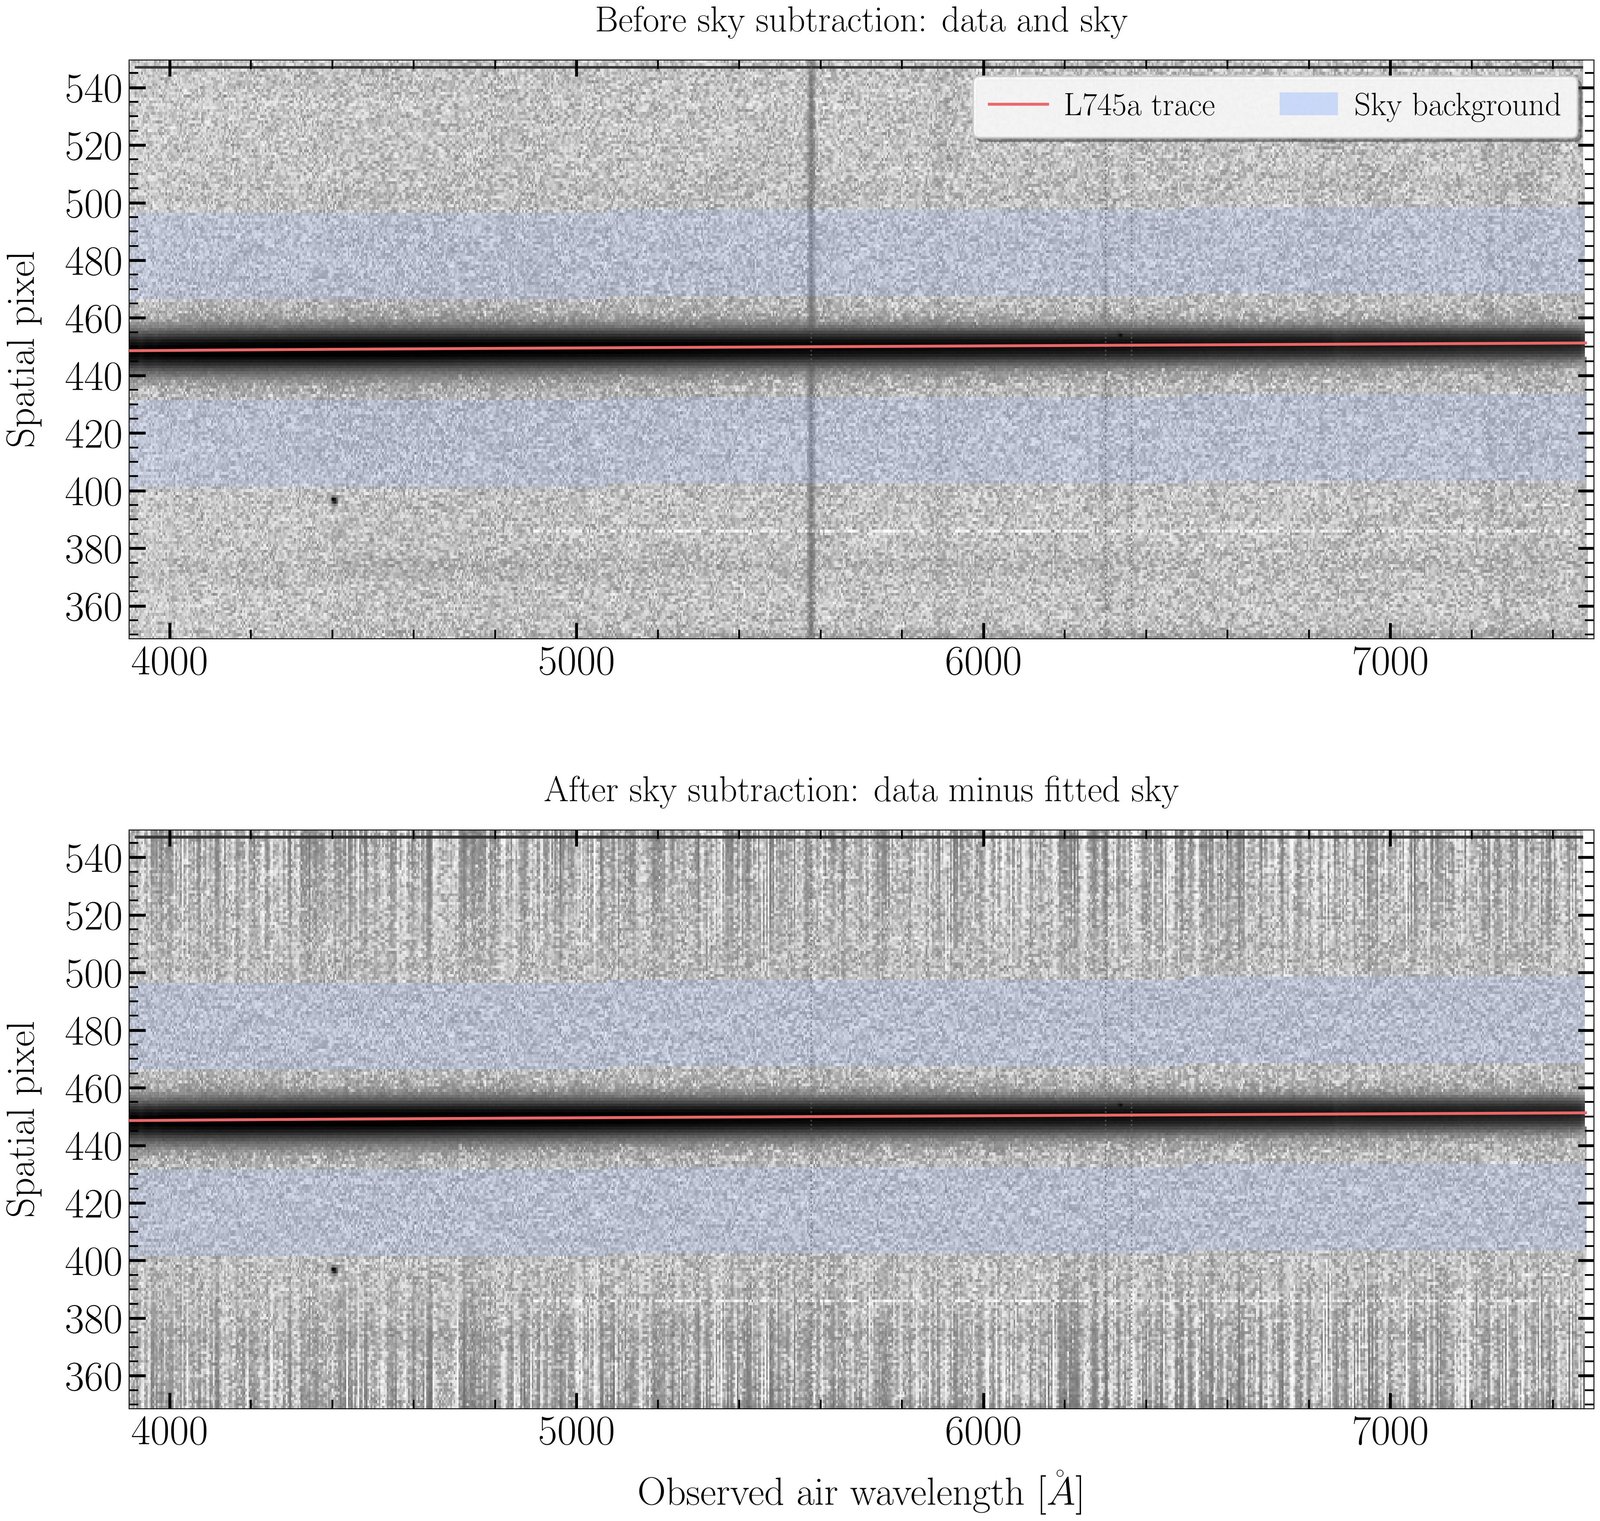 Before sky subtraction: data and sky
L745a trace
Sky background
Spatial pixel
540
520
500
480
460
440
420
400
380
360
4000 5000 6000 7000
After sky subtraction: data minus fitted sky
Spatial pixel
540
520
500
480
460
440
420
400
380
360
4000 5000 6000 7000
Observed air wavelength [Å]